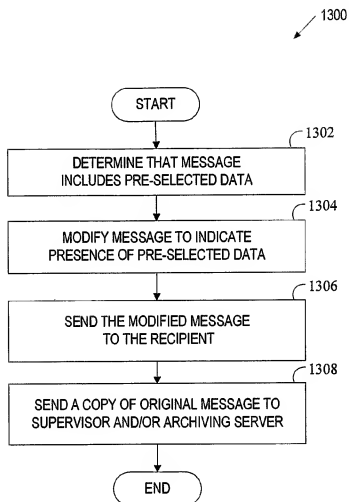 1300
START
1302
DETERMINE THAT MESSAGE
INCLUDES PRE-SELECTED DATA
1304
MODIFY MESSAGE TO INDICATE
PRESENCE OF PRE-SELECTED DATA
1306
SEND THE MODIFIED MESSAGE
TO THE RECIPIENT
1308
SEND A COPY OF ORIGINAL MESSAGE TO
SUPERVISOR AND/OR ARCHIVING SERVER
END